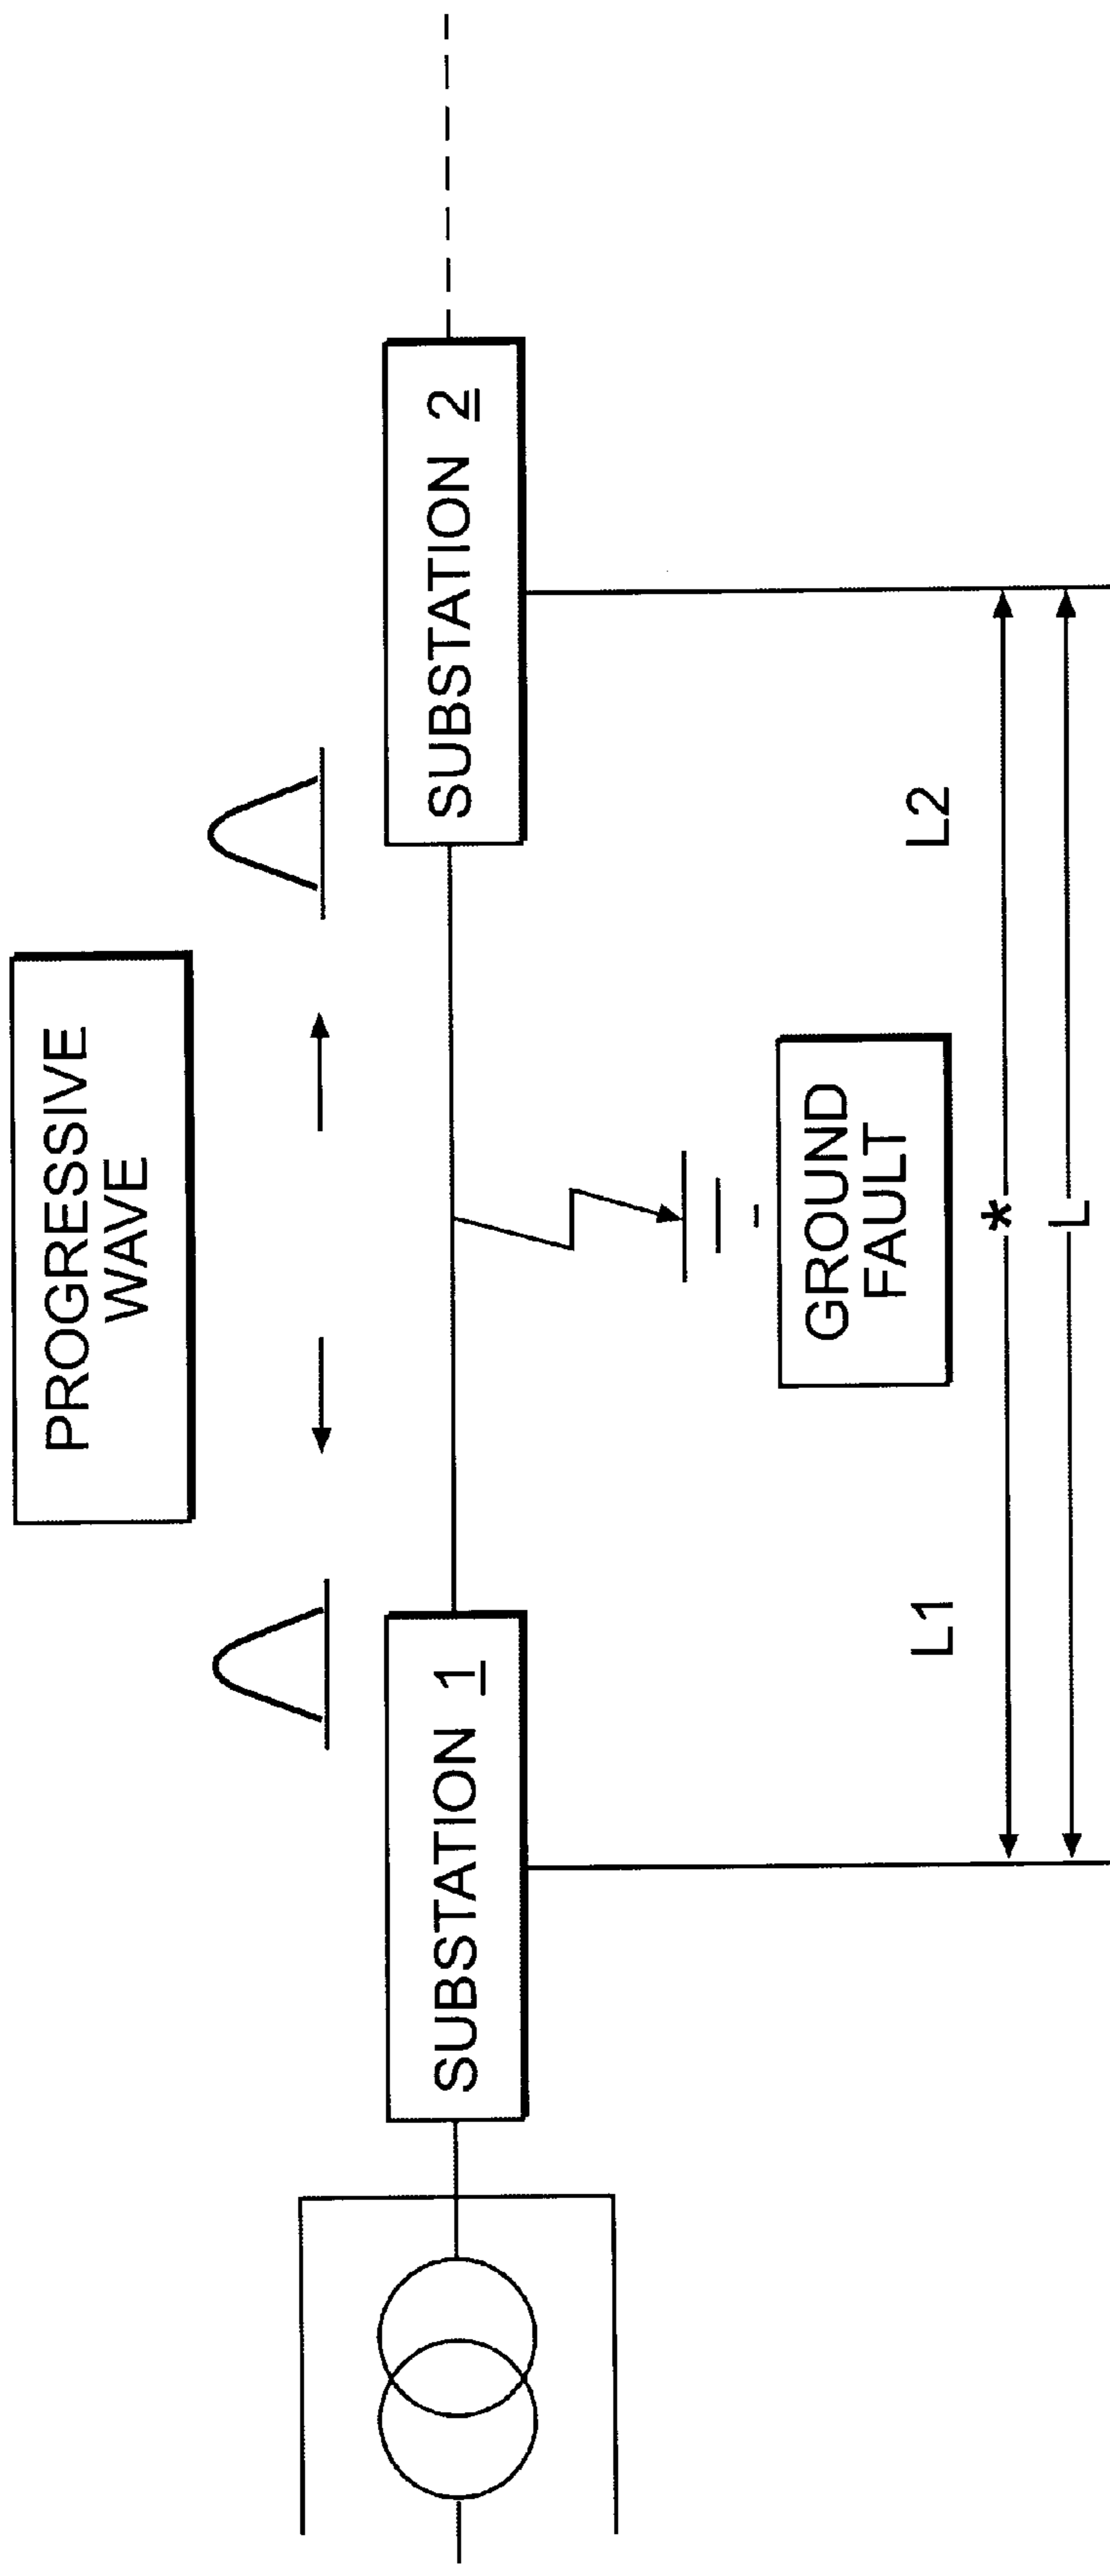 PROGRESSIVE
WAVE
SUBSTATION 1
SUBSTATION 2
GROUND
FAULT
L1
L2
*
L